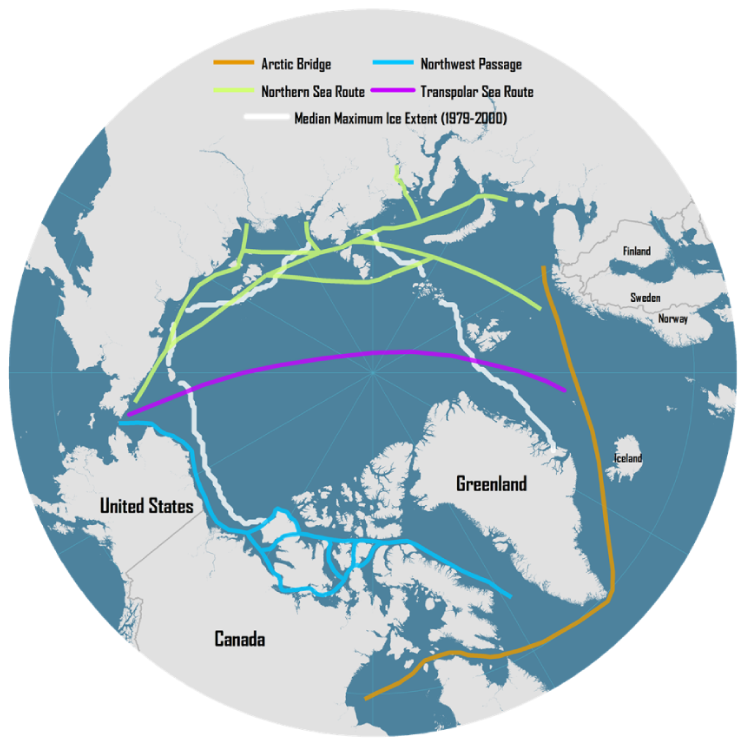 Arctic Bridge Northwest Passage
Northern Sea Route Transpolar Sea Route
Median Maximum Ice Extent (1979-2000)
Finland
Sweden
Norway
Iceland
Greenland
United States
Canada